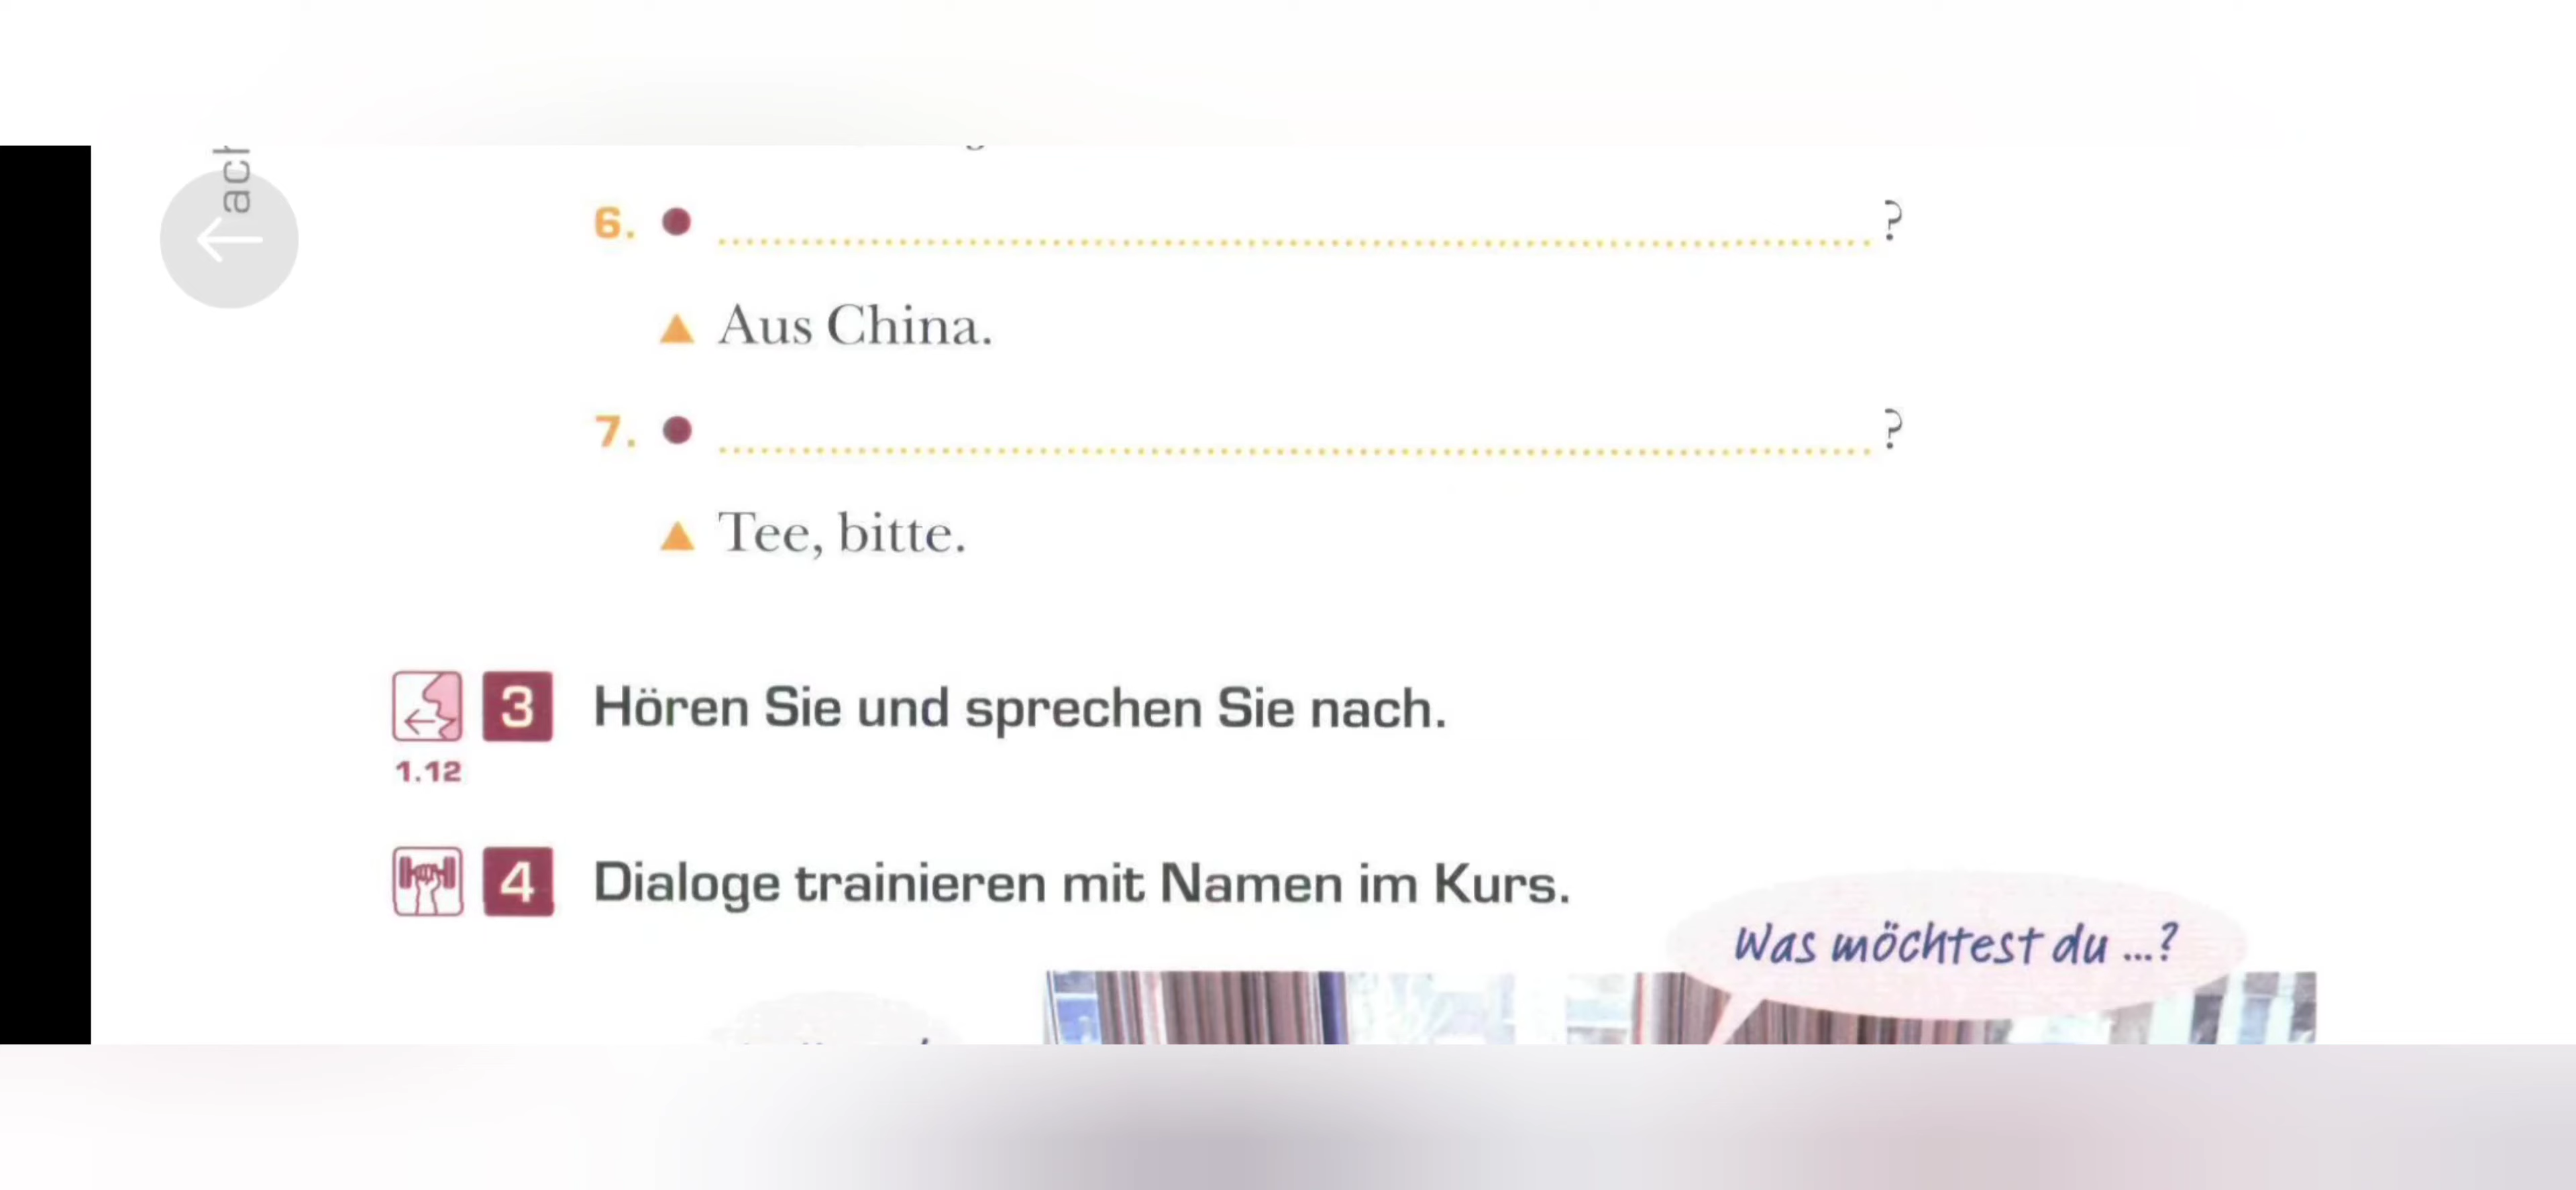 6. ● ........ ?
▲ Aus China.
7. ● ........ ?
▲ Tee, bitte.
3 Hören Sie und sprechen Sie nach.
1.12
4 Dialoge trainieren mit Namen im Kurs.
Was möchtest du ...?